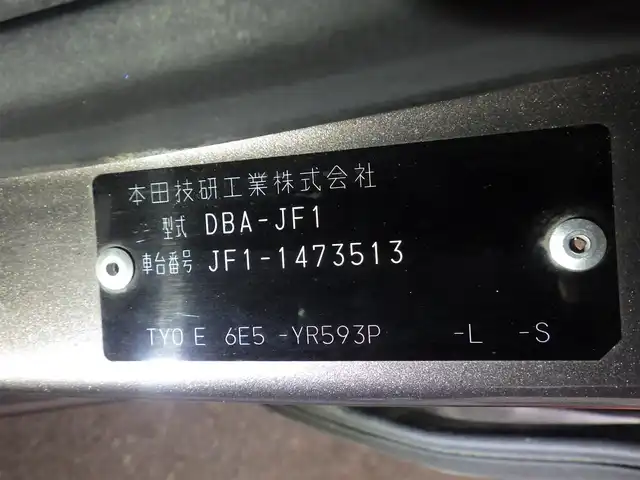 本田技研工業株式会社
型式 DBA-JF1
車台番号 JF1-1473513
TYO E 6E5 -YR593P -L -S